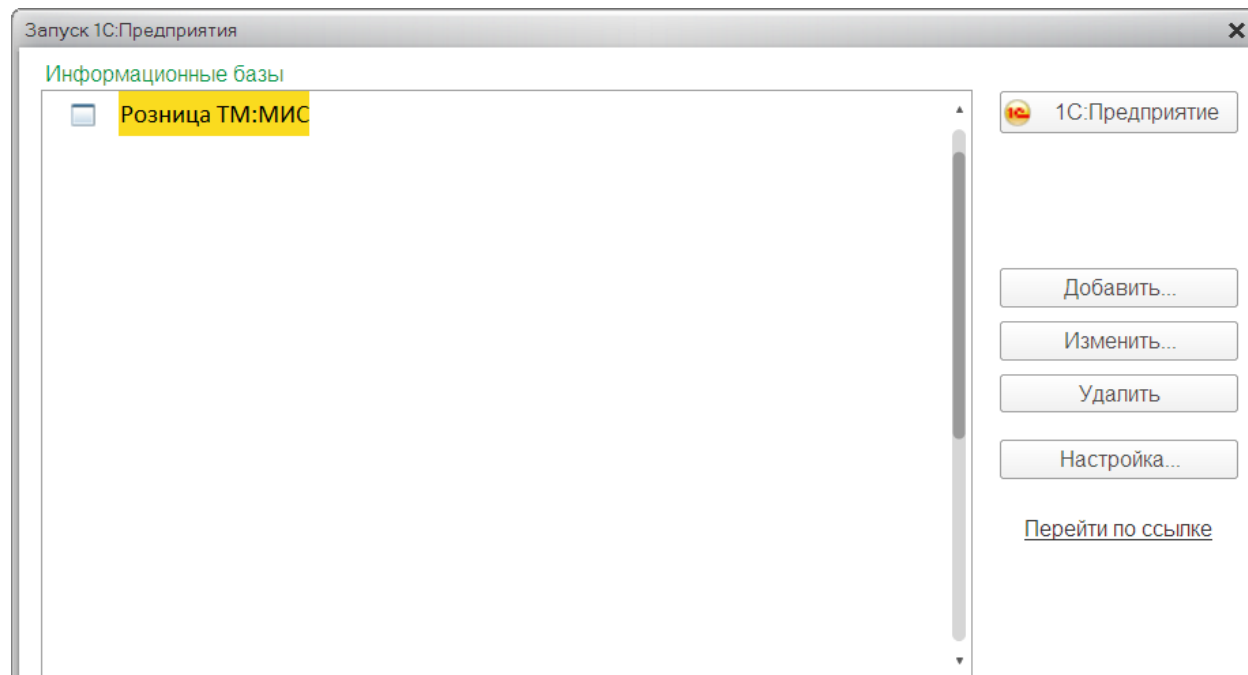 Запуск 1С:Предприятия
Информационные базы
Розница ТМ:МИС
1С:Предприятие
Добавить...
Изменить...
Удалить
Настройка...
Перейти по ссылке